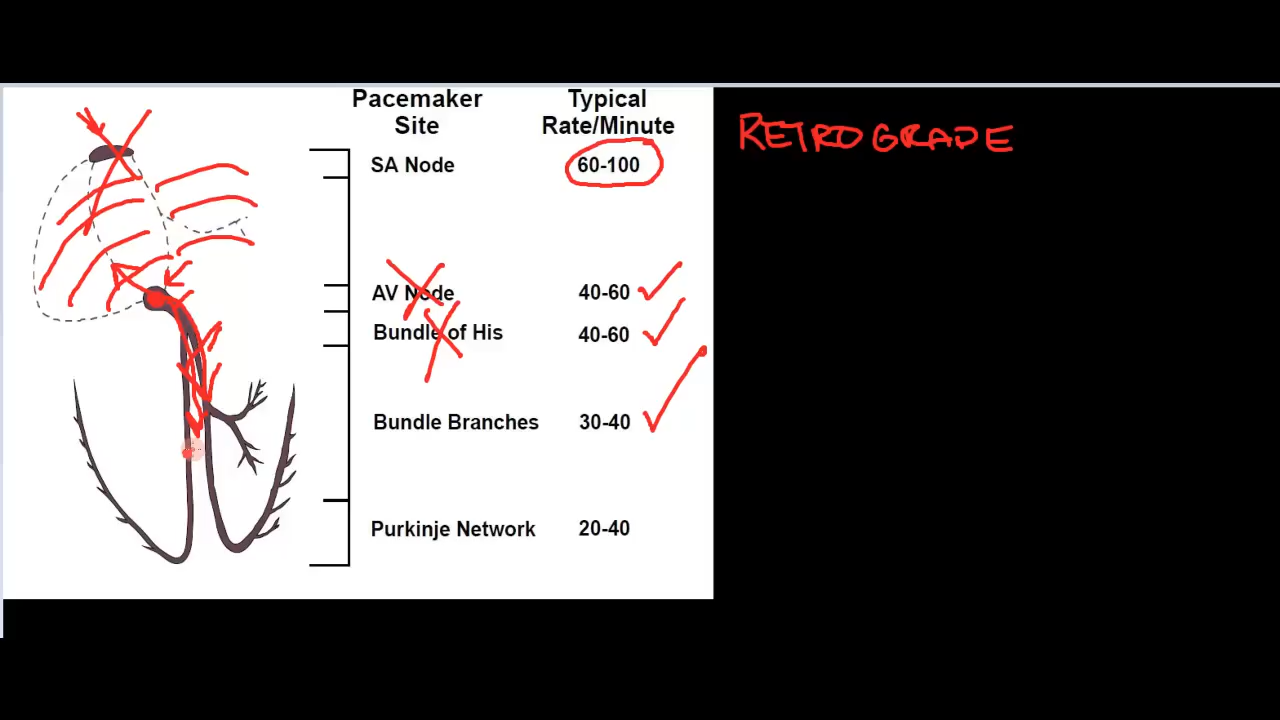 Pacemaker Site
Typical Rate/Minute
SA Node 60-100
AV Node 40-60
Bundle of His 40-60
Bundle Branches 30-40
Purkinje Network 20-40
RETROGRADE